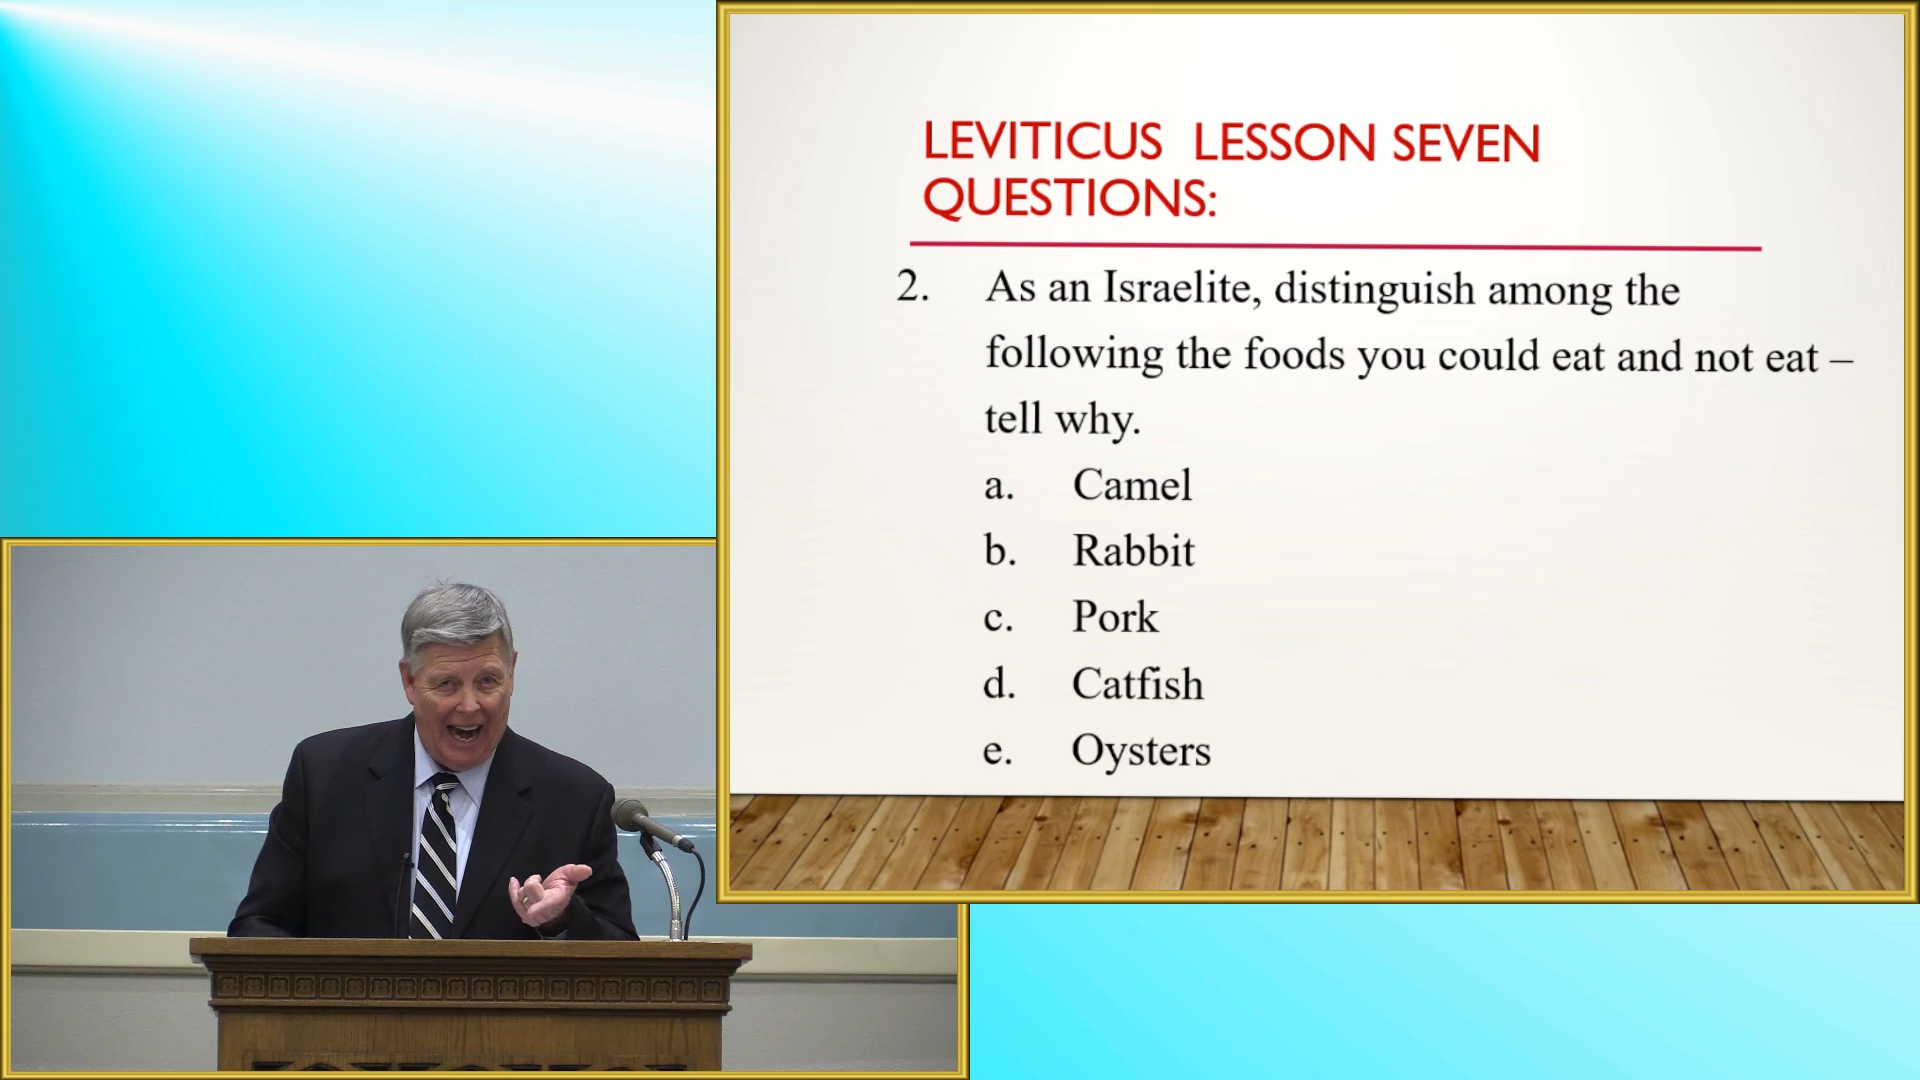 LEVITICUS LESSON SEVEN
QUESTIONS:
2. As an Israelite, distinguish among the
following the foods you could eat and not eat –
tell why.
a. Camel
b. Rabbit
c. Pork
d. Catfish
e. Oysters